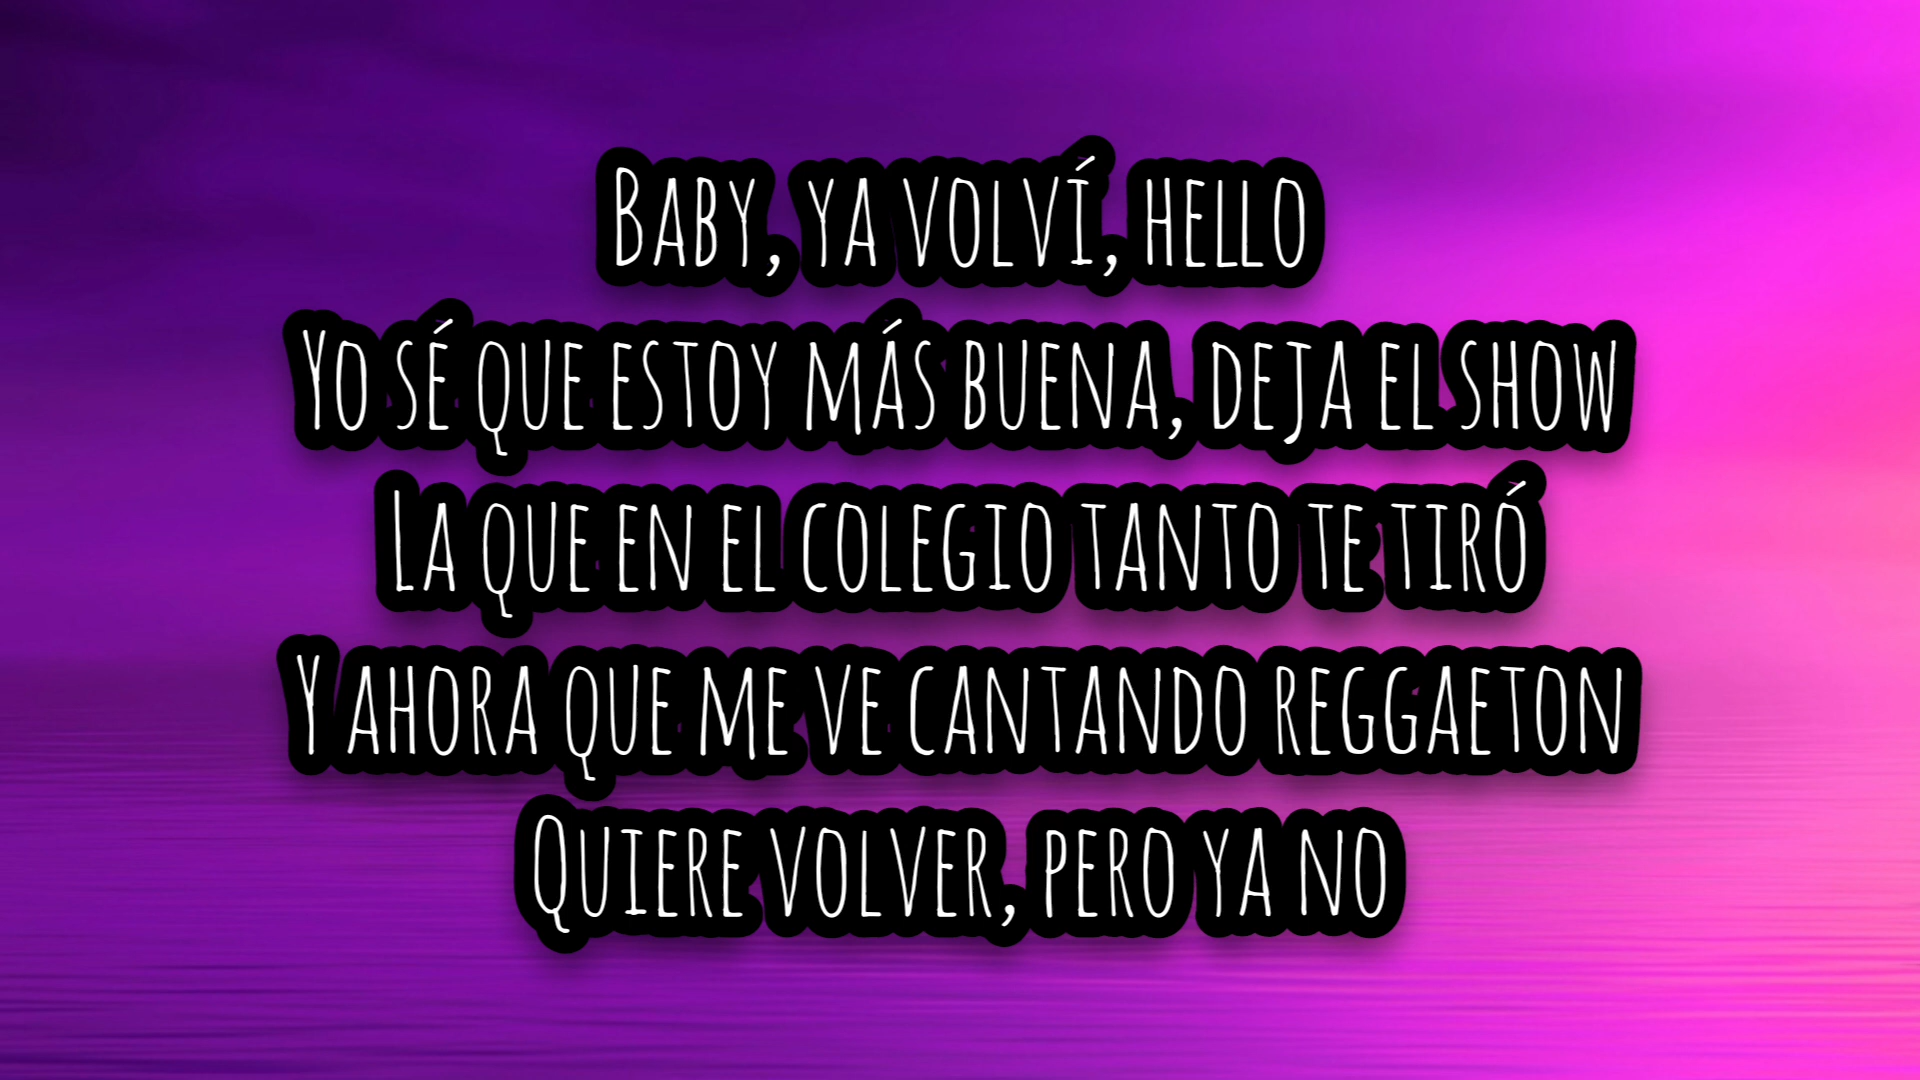 Baby, ya volví, hello
Yo sé que estoy más buena, deja el show
La que en el colegio tanto te tiró
Y ahora que me ve cantando reggaeton
Quiere volver, pero ya no